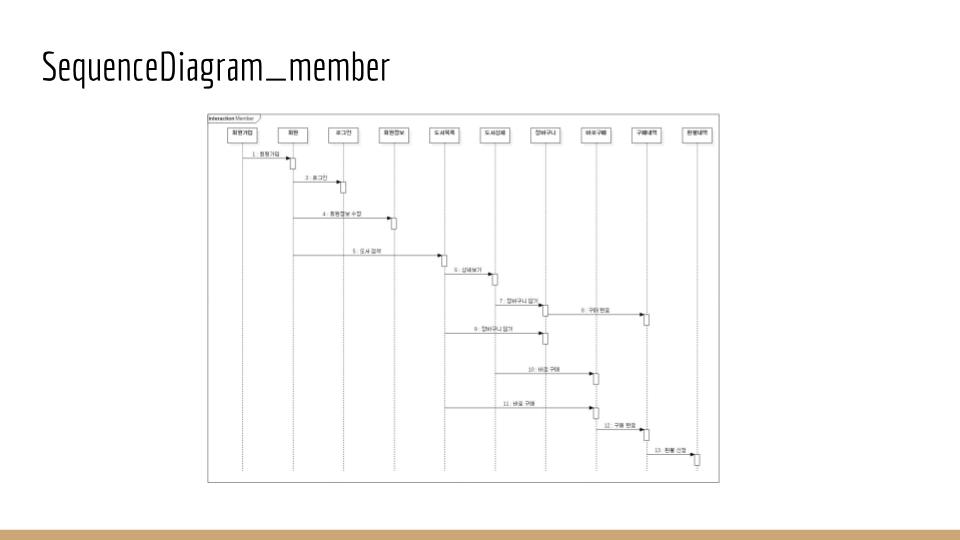 SequenceDiagram_member
interaction Member
회원가입
회원
로그인
회원정보
도서목록
도서상세
장바구니
바로구매
구매내역
환불내역
1 : 회원가입
3 : 로그인
4 : 회원정보 수정
5 : 도서 검색
6 : 상세보기
7 : 장바구니 담기
8 : 구매 완료
9 : 장바구니 담기
10 : 바로 구매
11 : 바로 구매
12 : 구매 완료
13 : 환불 신청